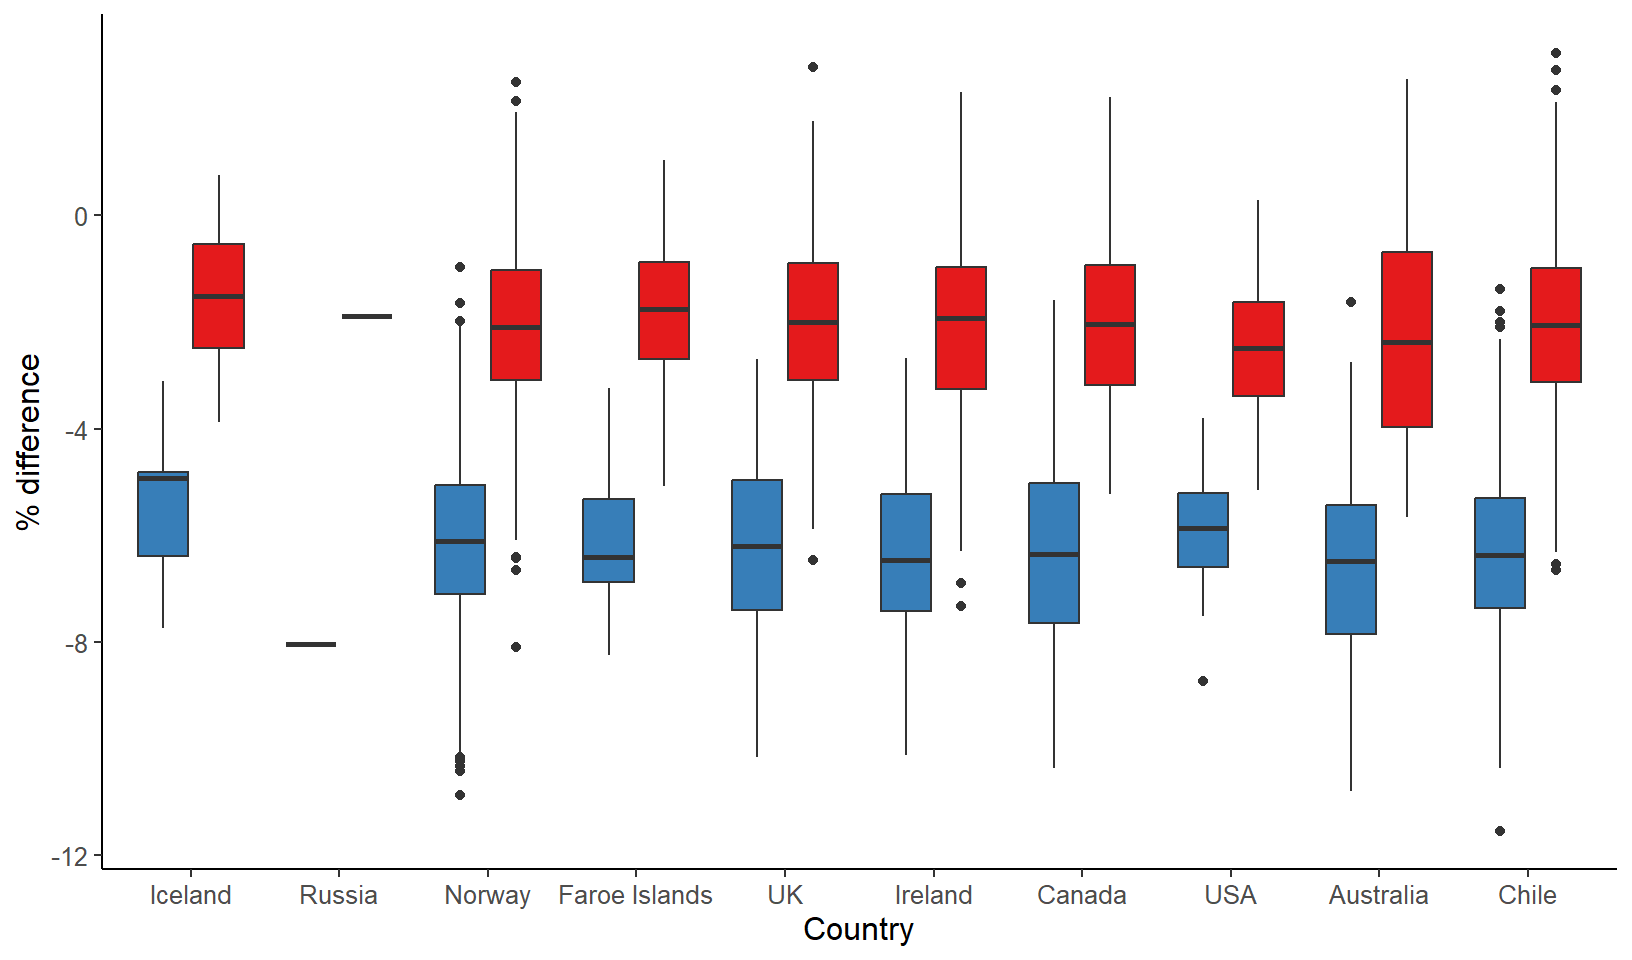 % difference
0
-4
-8
-12
Iceland Russia Norway Faroe Islands UK Ireland Canada USA Australia Chile
Country